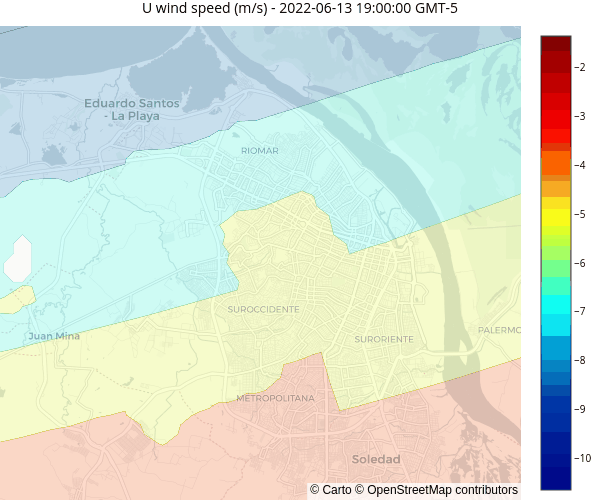 U wind speed (m/s) - 2022-06-13 19:00:00 GMT-5
−2
−3
−4
−5
−6
−7
−8
−9
−10
Eduardo Santos
- La Playa
RIOMAR
SUROCCIDENTE
Juan Mina
SURORIENTE
PALERMO
METROPOLITANA
Soledad
© Carto © OpenStreetMap contributors